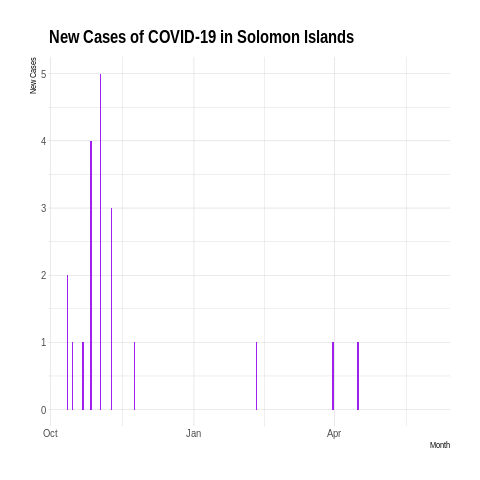 New Cases of COVID-19 in Solomon Islands
New Cases
5
4
3
2
1
0
Oct
Jan
Apr
Month